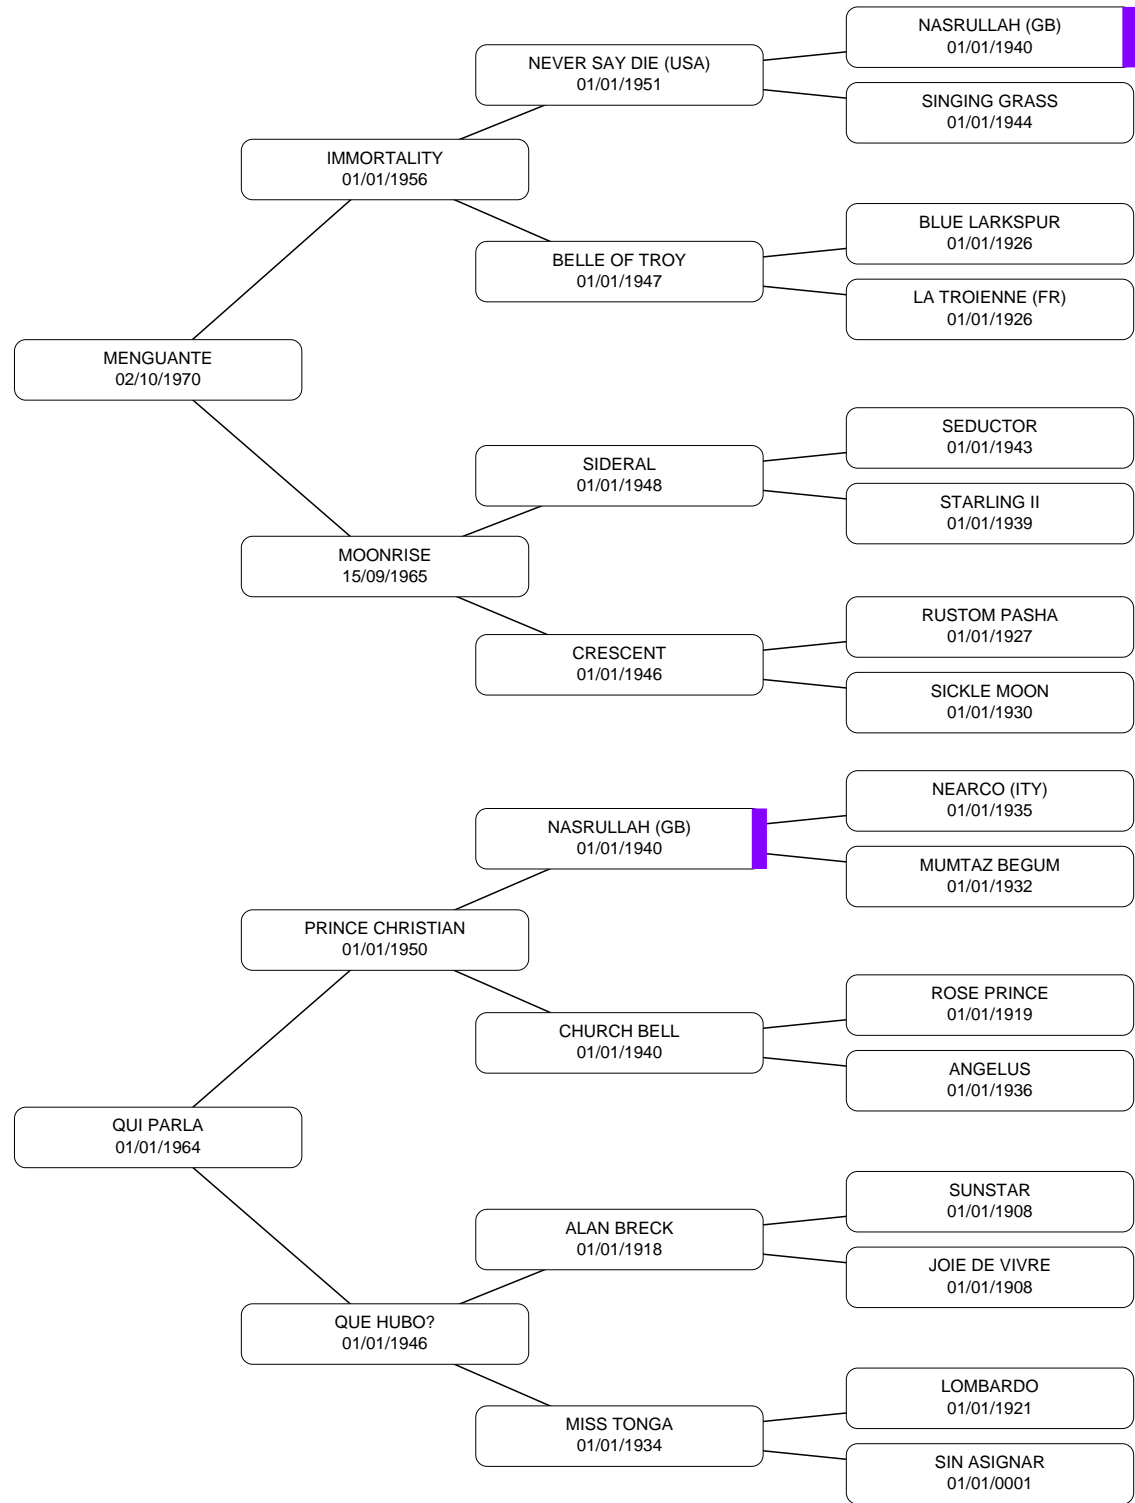 NASRULLAH (GB)
01/01/1940
NEVER SAY DIE (USA)
01/01/1951
SINGING GRASS
01/01/1944
IMMORTALITY
01/01/1956
BLUE LARKSPUR
01/01/1926
BELLE OF TROY
01/01/1947
LA TROIENNE (FR)
01/01/1926
MENGUANTE
02/10/1970
SEDUCTOR
01/01/1943
SIDERAL
01/01/1948
STARLING II
01/01/1939
MOONRISE
15/09/1965
RUSTOM PASHA
01/01/1927
CRESCENT
01/01/1946
SICKLE MOON
01/01/1930
NEARCO (ITY)
01/01/1935
NASRULLAH (GB)
01/01/1940
MUMTAZ BEGUM
01/01/1932
PRINCE CHRISTIAN
01/01/1950
ROSE PRINCE
01/01/1919
CHURCH BELL
01/01/1940
ANGELUS
01/01/1936
QUI PARLA
01/01/1964
SUNSTAR
01/01/1908
ALAN BRECK
01/01/1918
JOIE DE VIVRE
01/01/1908
QUE HUBO?
01/01/1946
LOMBARDO
01/01/1921
MISS TONGA
01/01/1934
SIN ASIGNAR
01/01/0001